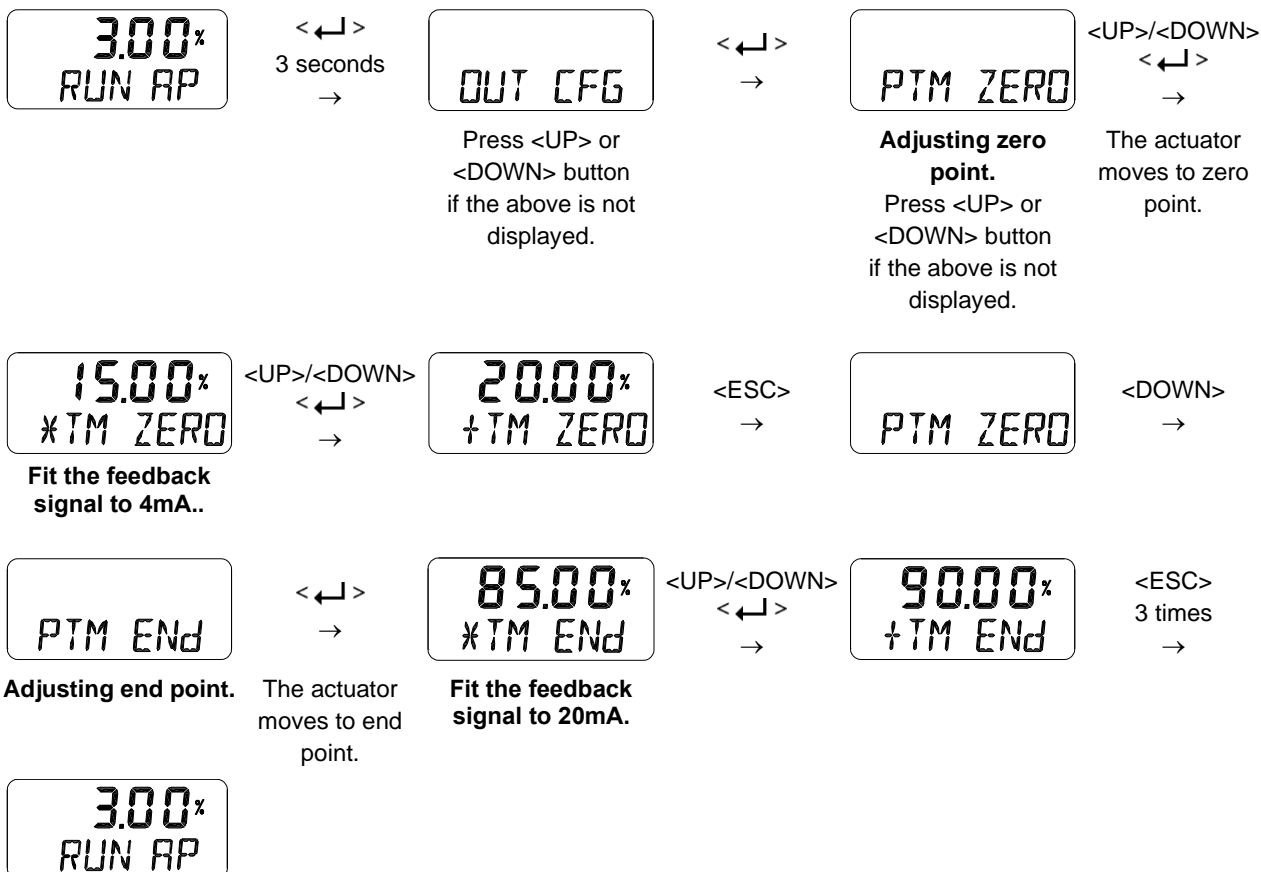 3.00%
RUN AP
< ↵ >
3 seconds
→
OUT CFG
Press <UP> or
<DOWN> button
if the above is not
displayed.
< ↵ >
→
PTM ZERO
Adjusting zero
point.
Press <UP> or
<DOWN> button
if the above is not
displayed.
<UP>/<DOWN>
< ↵ >
→
The actuator
moves to zero
point.
15.00%
*TM ZERO
Fit the feedback
signal to 4mA..
<UP>/<DOWN>
< ↵ >
→
20.00%
+TM ZERO
<ESC>
→
PTM ZERO
<DOWN>
→
PTM ENd
Adjusting end point.
< ↵ >
→
The actuator
moves to end
point.
85.00%
*TM ENd
Fit the feedback
signal to 20mA.
<UP>/<DOWN>
< ↵ >
→
90.00%
+TM ENd
<ESC>
3 times
→
3.00%
RUN AP